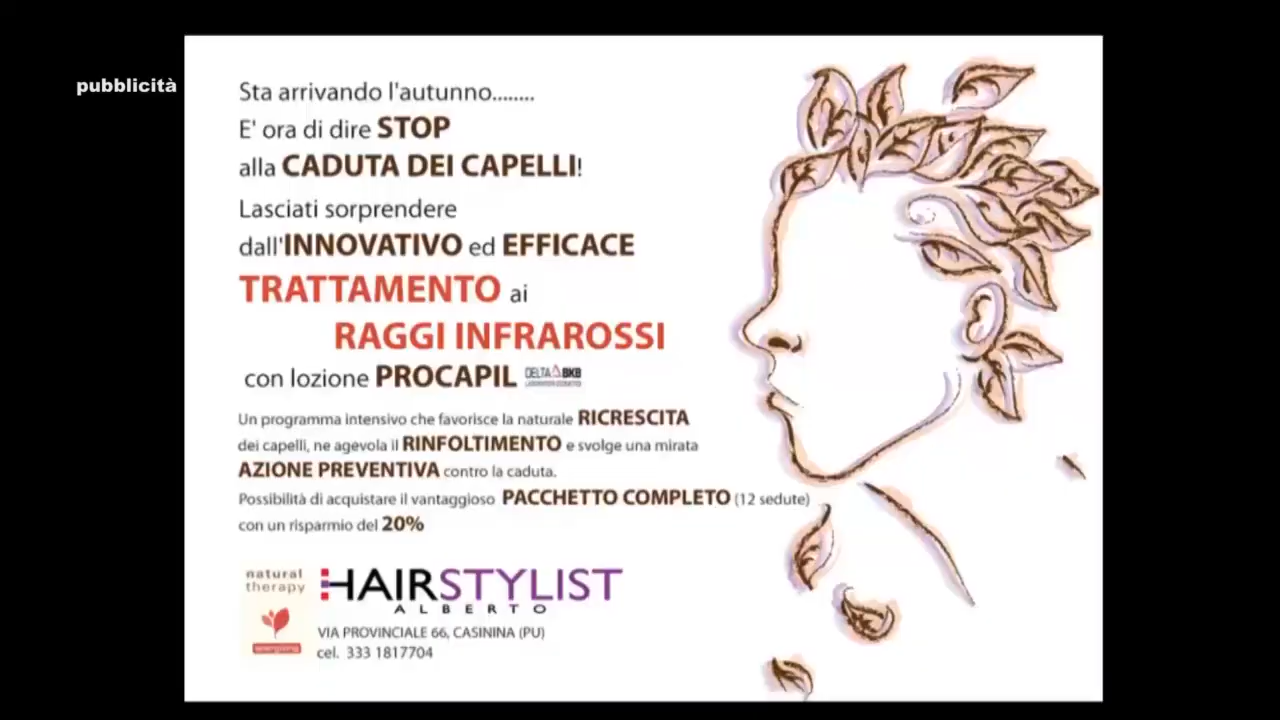 pubblicità
Sta arrivando l'autunno........
E' ora di dire STOP
alla CADUTA DEI CAPELLI!
Lasciati sorprendere
dall'INNOVATIVO ed EFFICACE
TRATTAMENTO ai
RAGGI INFRAROSSI
con lozione PROCAPIL DELTA BKB
Un programma intensivo che favorisce la naturale RICRESCITA
dei capelli, ne agevola il RINFOLTIMENTO e svolge una mirata
AZIONE PREVENTIVA contro la caduta.
Possibilità di acquistare il vantaggioso PACCHETTO COMPLETO (12 sedute)
con un risparmio del 20%
natural
therapy
energizing
HAIRSTYLIST
ALBERTO
VIA PROVINCIALE 66, CASININA (PU)
cel. 333 1817704